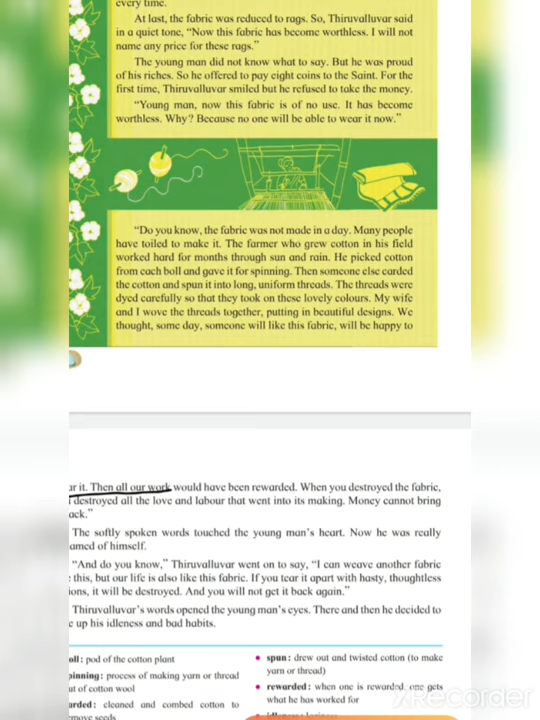 every time.
At last, the fabric was reduced to rags. So, Thiruvalluvar said
in a quiet tone, “Now this fabric has become worthless. I will not
name any price for these rags.”
The young man did not know what to say. But he was proud
of his riches. So he offered to pay eight coins to the Saint. For the
first time, Thiruvalluvar smiled but he refused to take the money.
“Young man, now this fabric is of no use. It has become
worthless. Why? Because no one will be able to wear it now.”
“Do you know, the fabric was not made in a day. Many people
have toiled to make it. The farmer who grew cotton in his field
worked hard for months through sun and rain. He picked cotton
from each boll and gave it for spinning. Then someone else carded
the cotton and spun it into long, uniform threads. The threads were
dyed carefully so that they took on these lovely colours. My wife
and I wove the threads together, putting in beautiful designs. We
thought, some day, someone will like this fabric, will be happy to
ar it. Then all our work would have been rewarded. When you destroyed the fabric,
destroyed all the love and labour that went into its making. Money cannot bring
ack.”
The softly spoken words touched the young man’s heart. Now he was really
amed of himself.
“And do you know,” Thiruvalluvar went on to say, “I can weave another fabric
this, but our life is also like this fabric. If you tear it apart with hasty, thoughtless
ions, it will be destroyed. And you will not get it back again.”
Thiruvalluvar’s words opened the young man’s eyes. There and then he decided to
e up his idleness and bad habits.
oll : pod of the cotton plant
pinning : process of making yarn or thread
ut of cotton wool
arded : cleaned and combed cotton to
move seeds
• spun : drew out and twisted cotton (to make
yarn or thread)
• rewarded : when one is rewarded, one gets
what he has worked for
XRecorder